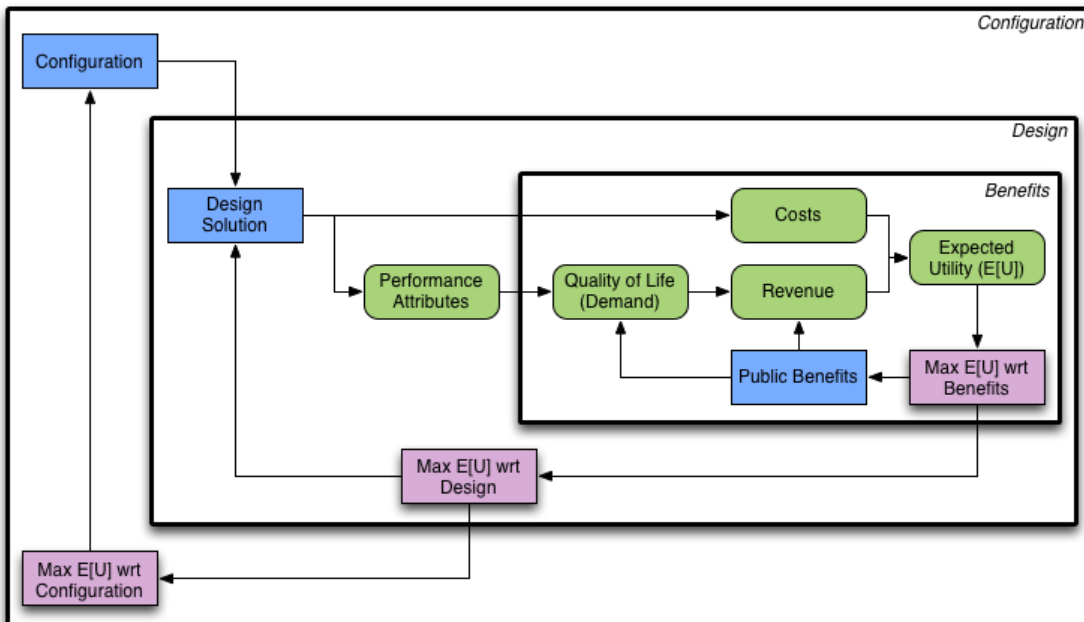 Configuration
Configuration
Design
Design
Solution
Benefits
Costs
Expected
Utility (E[U])
Performance
Attributes
Quality of Life
(Demand)
Revenue
Public Benefits
Max E[U] wrt
Benefits
Max E[U] wrt
Design
Max E[U] wrt
Configuration